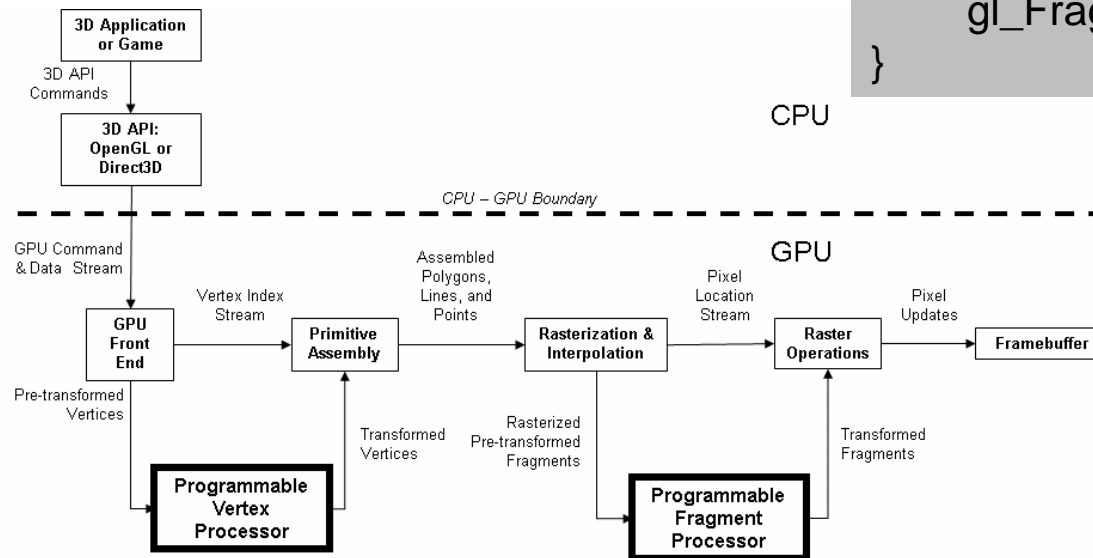 gl_Frag
}
3D Application
or Game
3D API
Commands
3D API:
OpenGL or
Direct3D
CPU
CPU – GPU Boundary
GPU
GPU Command
& Data Stream
GPU
Front
End
Vertex Index
Stream
Primitive
Assembly
Assembled
Polygons,
Lines, and
Points
Rasterization &
Interpolation
Pixel
Location
Stream
Raster
Operations
Pixel
Updates
Framebuffer
Pre-transformed
Vertices
Transformed
Vertices
Rasterized
Pre-transformed
Fragments
Transformed
Fragments
Programmable
Vertex
Processor
Programmable
Fragment
Processor